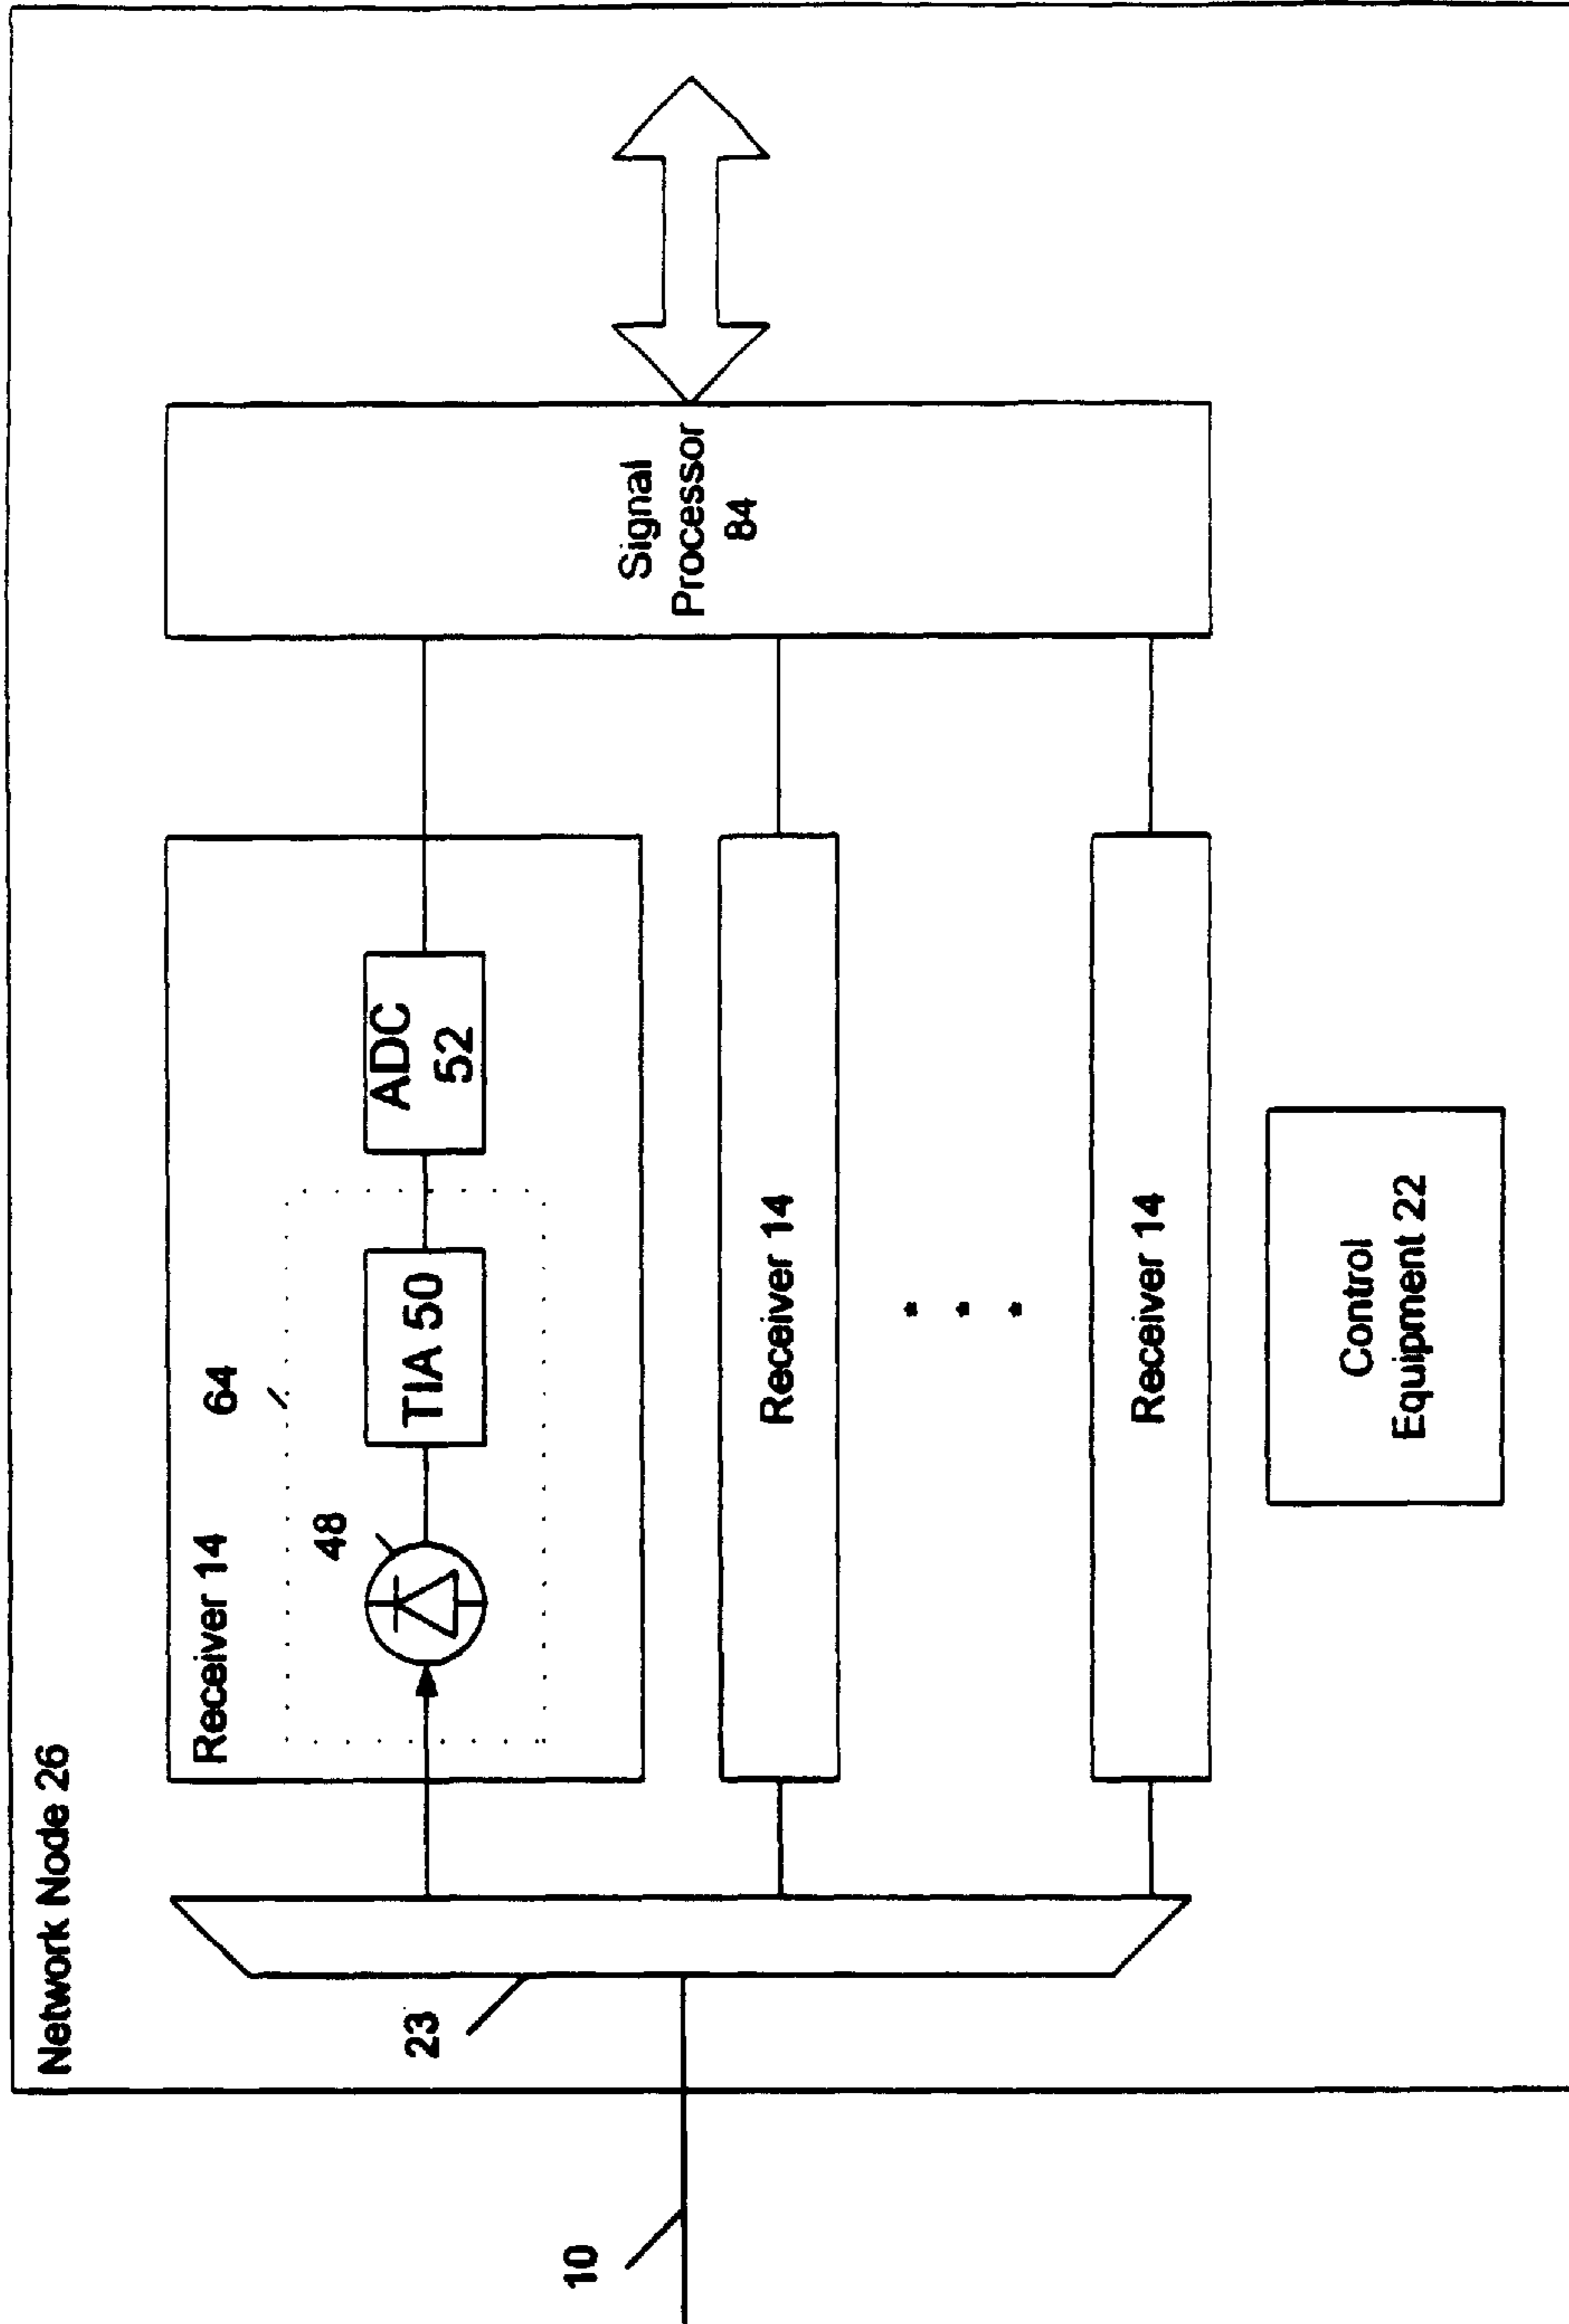 Network Node 26
Receiver 14
64
48
TIA 50
ADC
52
Signal
Processor
84
23
10
Receiver 14
Receiver 14
Control
Equipment 22